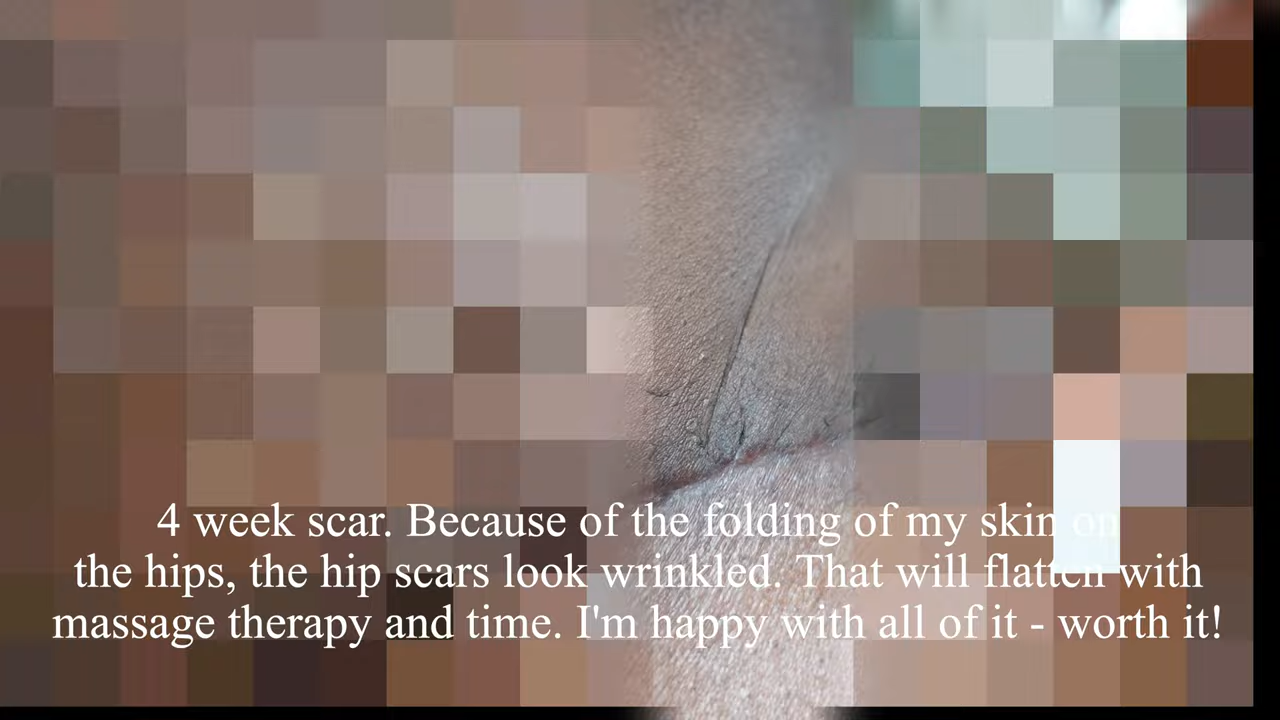 4 week scar. Because of the folding of my skin on
the hips, the hip scars look wrinkled. That will flatten with
massage therapy and time. I'm happy with all of it - worth it!